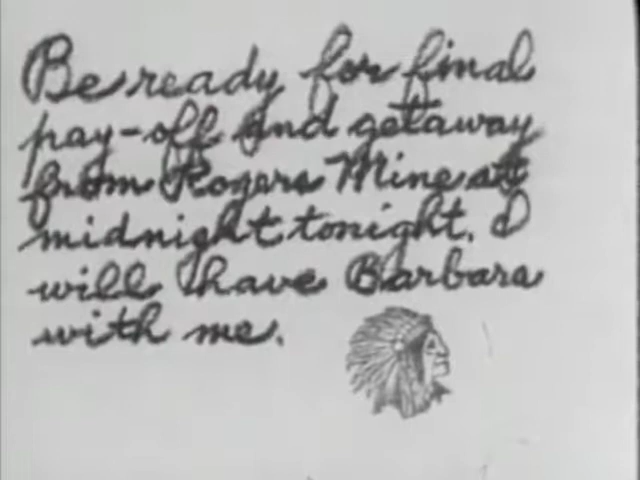 Be ready for final
pay-off and getaway
from Rogers Mine at
midnight tonight. I
will have Barbara
with me.